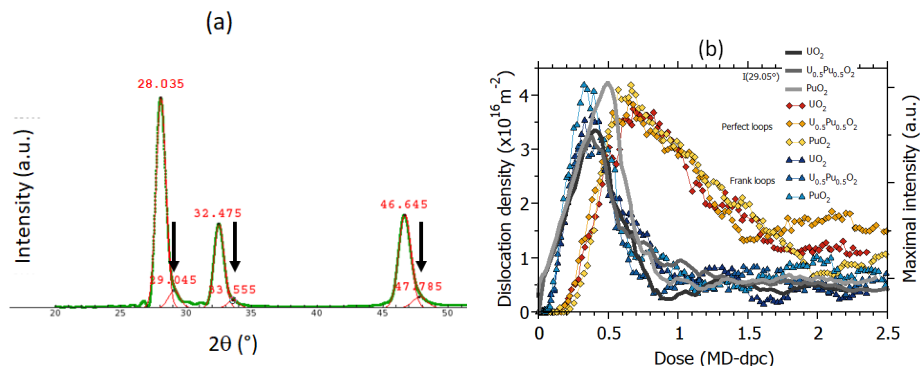 (a)
28.035
32.475
46.645
29.045
33.555
47.785
Intensity (a.u.)
20
25
30
35
40
45
50
2θ (°)
(b)
UO2
U0.5Pu0.5O2
I(29.05°)
PuO2
UO2
Perfect loops
U0.5Pu0.5O2
PuO2
UO2
Frank loops
U0.5Pu0.5O2
PuO2
Dislocation density (x10^16 m^-2)
4
3
2
1
0
0
0.5
1
1.5
2
2.5
Dose (MD-dpc)
Maximal intensity (a.u.)